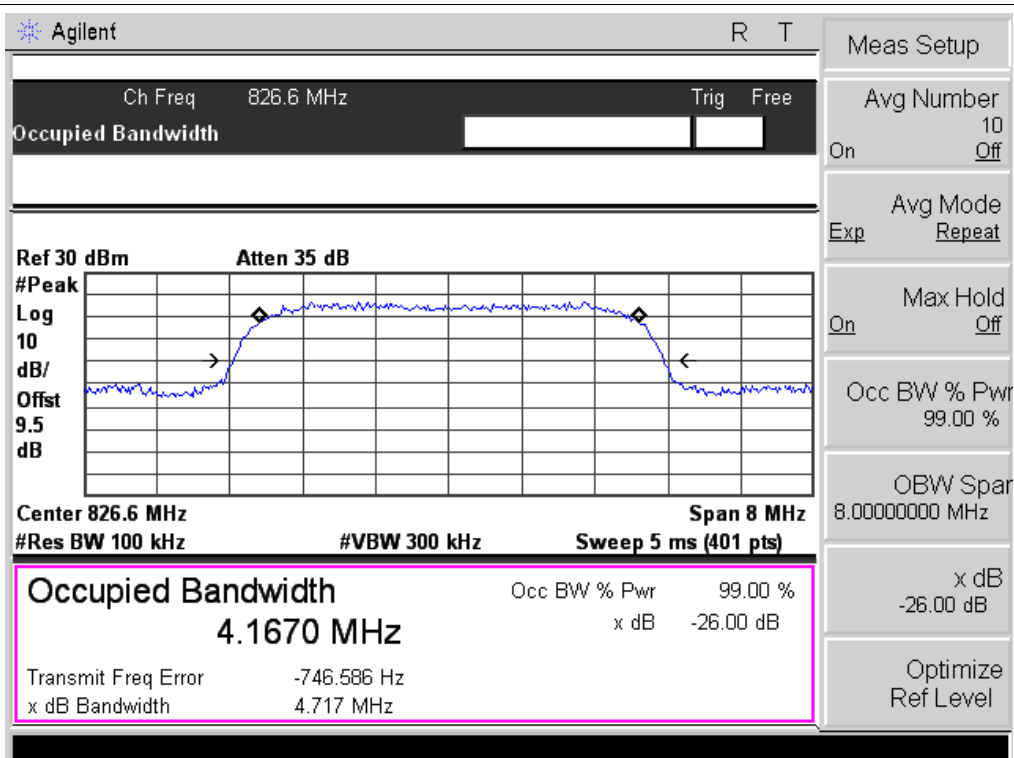 Agilent R T
Meas Setup
Ch Freq 826.6 MHz Trig Free
Occupied Bandwidth
Avg Number
10
On Off
Avg Mode
Exp Repeat
Max Hold
On Off
Occ BW % Pwr
99.00 %
OBW Span
8.00000000 MHz
x dB
-26.00 dB
Optimize
Ref Level
Ref 30 dBm Atten 35 dB
#Peak
Log
10
dB/
Offst
9.5
dB
Center 826.6 MHz Span 8 MHz
#Res BW 100 kHz #VBW 300 kHz Sweep 5 ms (401 pts)
Occupied Bandwidth
4.1670 MHz
Occ BW % Pwr 99.00 %
x dB -26.00 dB
Transmit Freq Error -746.586 Hz
x dB Bandwidth 4.717 MHz